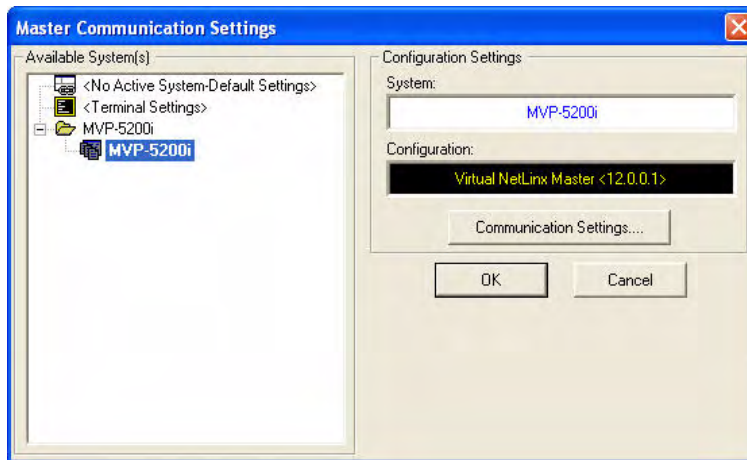 Master Communication Settings
Available System(s)
<No Active System-Default Settings>
<Terminal Settings>
MVP-5200i
MVP-5200i
Configuration Settings
System:
MVP-5200i
Configuration:
Virtual NetLinx Master <12.0.0.1>
Communication Settings....
OK
Cancel